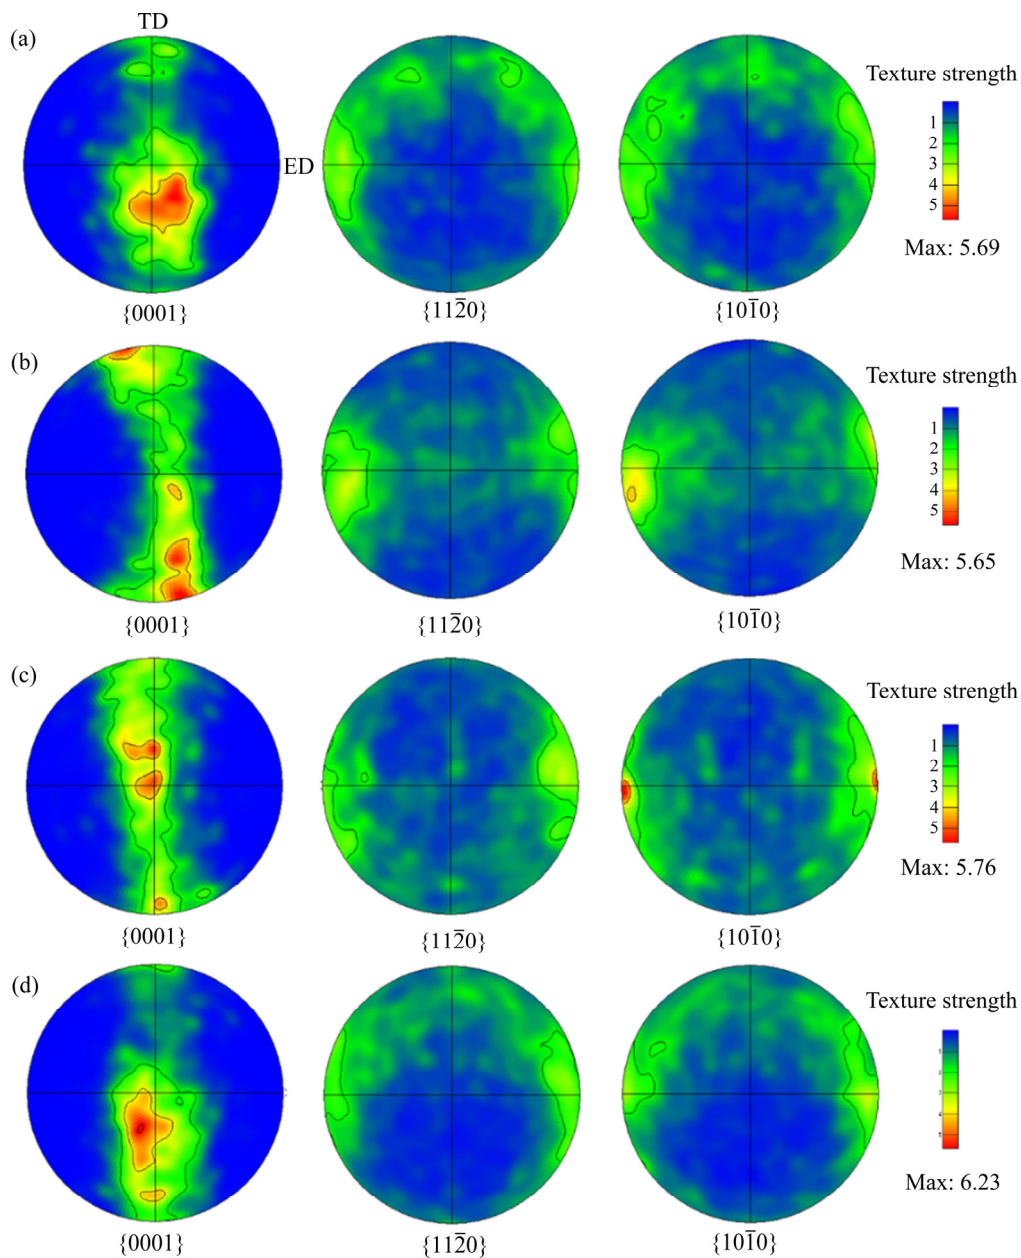 TD
(a)
Texture strength
1
2
ED
3
4
5
Max: 5.69
{0001}
{112̅0}
{101̅0}
(b)
Texture strength
1
2
3
4
5
Max: 5.65
{0001}
{112̅0}
{101̅0}
(c)
Texture strength
1
2
3
4
5
Max: 5.76
{0001}
{112̅0}
{101̅0}
(d)
Texture strength
Max: 6.23
{0001}
{112̅0}
{101̅0}